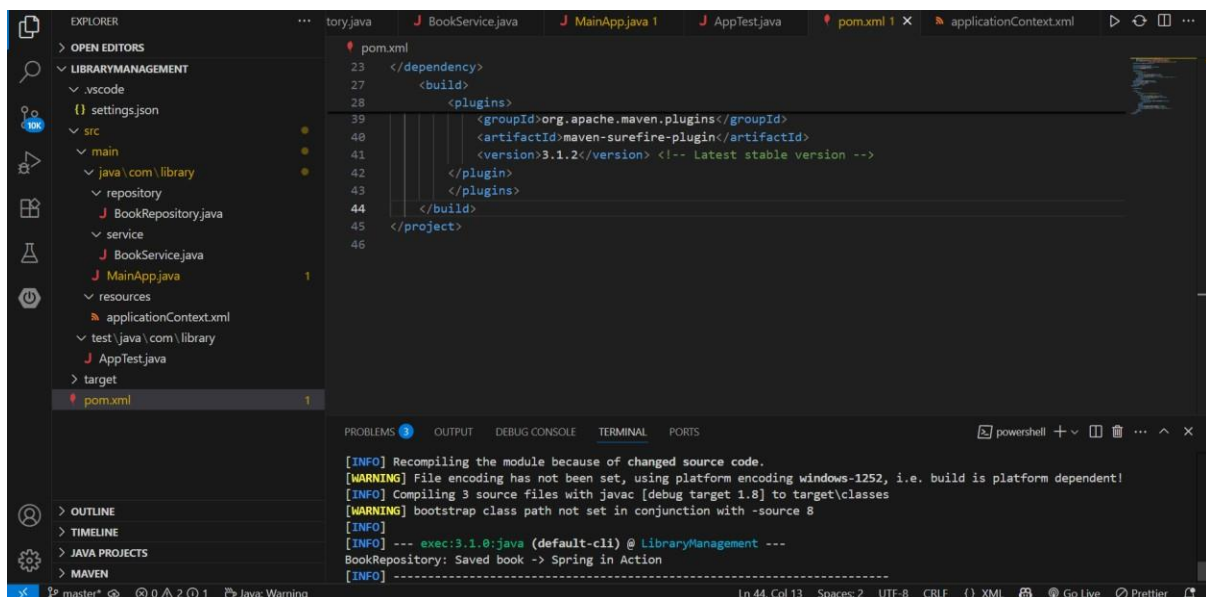 EXPLORER
tory.java
BookService.java
MainApp.java 1
AppTest.java
pom.xml 1
applicationContext.xml
OPEN EDITORS
LIBRARYMANAGEMENT
.vscode
{} settings.json
src
main
java\com\library
repository
BookRepository.java
service
BookService.java
MainApp.java 1
resources
applicationContext.xml
test\java\com\library
AppTest.java
target
pom.xml 1
OUTLINE
TIMELINE
JAVA PROJECTS
MAVEN
10K
pom.xml
23 </dependency>
27 <build>
28 <plugins>
39 <groupId>org.apache.maven.plugins</groupId>
40 <artifactId>maven-surefire-plugin</artifactId>
41 <version>3.1.2</version> <!-- Latest stable version -->
42 </plugin>
43 </plugins>
44 </build>
45 </project>
46
PROBLEMS 3 OUTPUT DEBUG CONSOLE TERMINAL PORTS
powershell
[INFO] Recompiling the module because of changed source code.
[WARNING] File encoding has not been set, using platform encoding windows-1252, i.e. build is platform dependent!
[INFO] Compiling 3 source files with javac [debug target 1.8] to target\classes
[WARNING] bootstrap class path not set in conjunction with -source 8
[INFO]
[INFO] --- exec:3.1.0:java (default-cli) @ LibraryManagement ---
BookRepository: Saved book -> Spring in Action
[INFO] ------------------------------------------------------------------------
master* 0 2 1 Java: Warning Ln 44, Col 13 Spaces: 2 UTF-8 CRLF {} XML Go Live Prettier